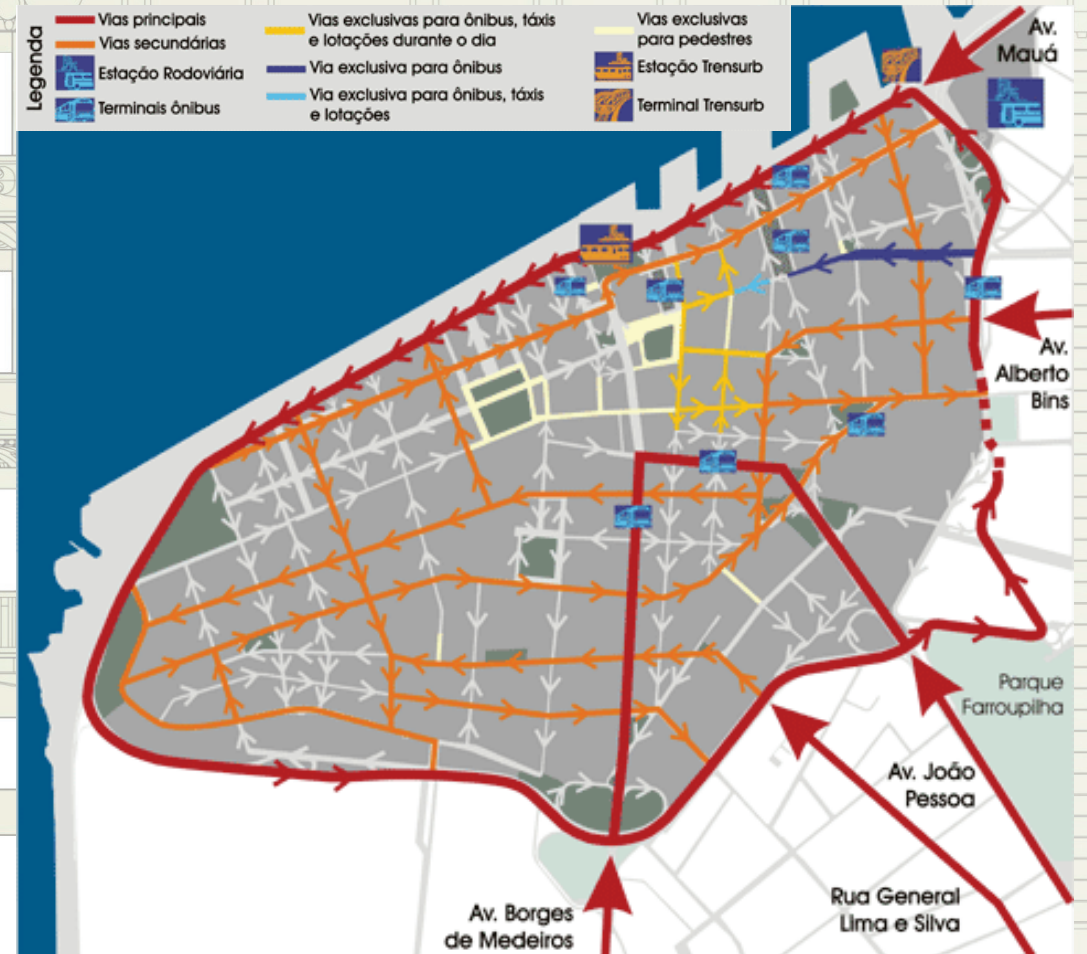 Legenda
Vias principais
Vias secundárias
Estação Rodoviária
Terminais ônibus
Vias exclusivas para ônibus, táxis
e lotações durante o dia
Via exclusiva para ônibus
Via exclusiva para ônibus, táxis
e lotações
Vias exclusivas
para pedestres
Estação Trensurb
Terminal Trensurb
Av.
Mauá
Av.
Alberto
Bins
Parque
Farroupilha
Av. João
Pessoa
Rua General
Lima e Silva
Av. Borges
de Medeiros